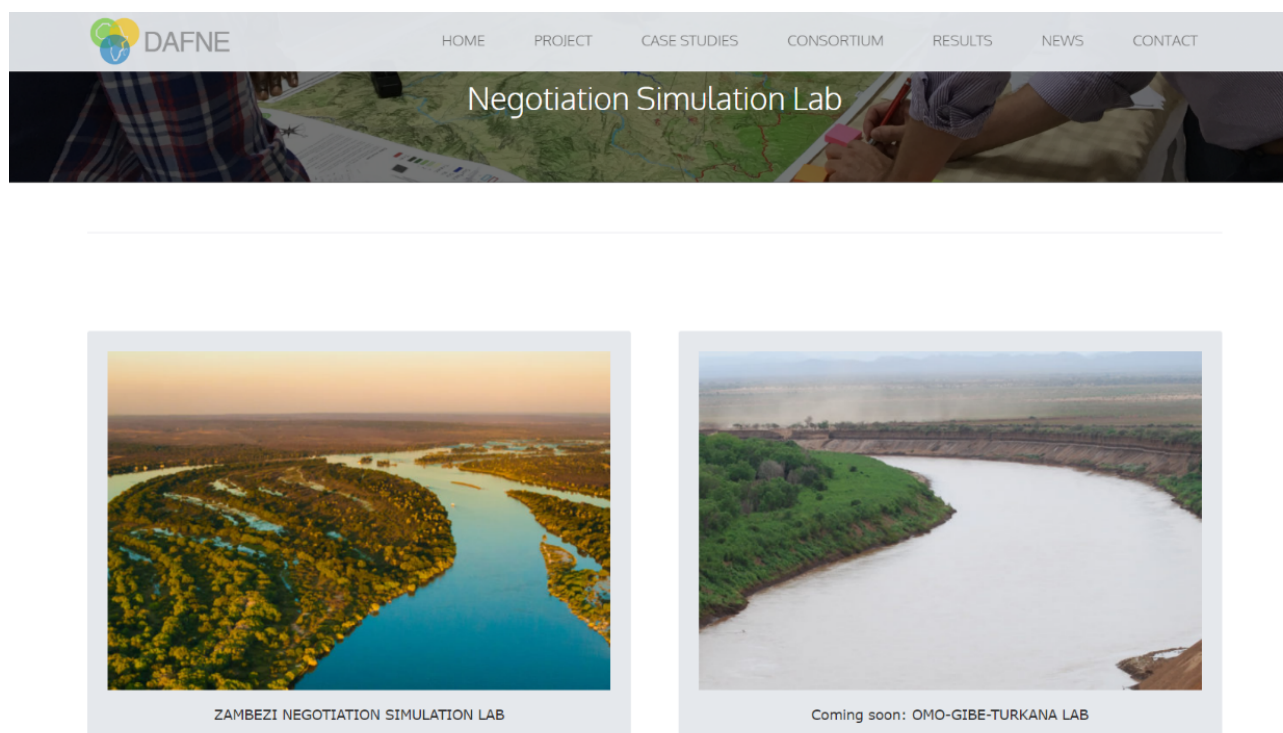 DAFNE
HOME PROJECT CASE STUDIES CONSORTIUM RESULTS NEWS CONTACT
Negotiation Simulation Lab
ZAMBEZI NEGOTIATION SIMULATION LAB
Coming soon: OMO-GIBE-TURKANA LAB